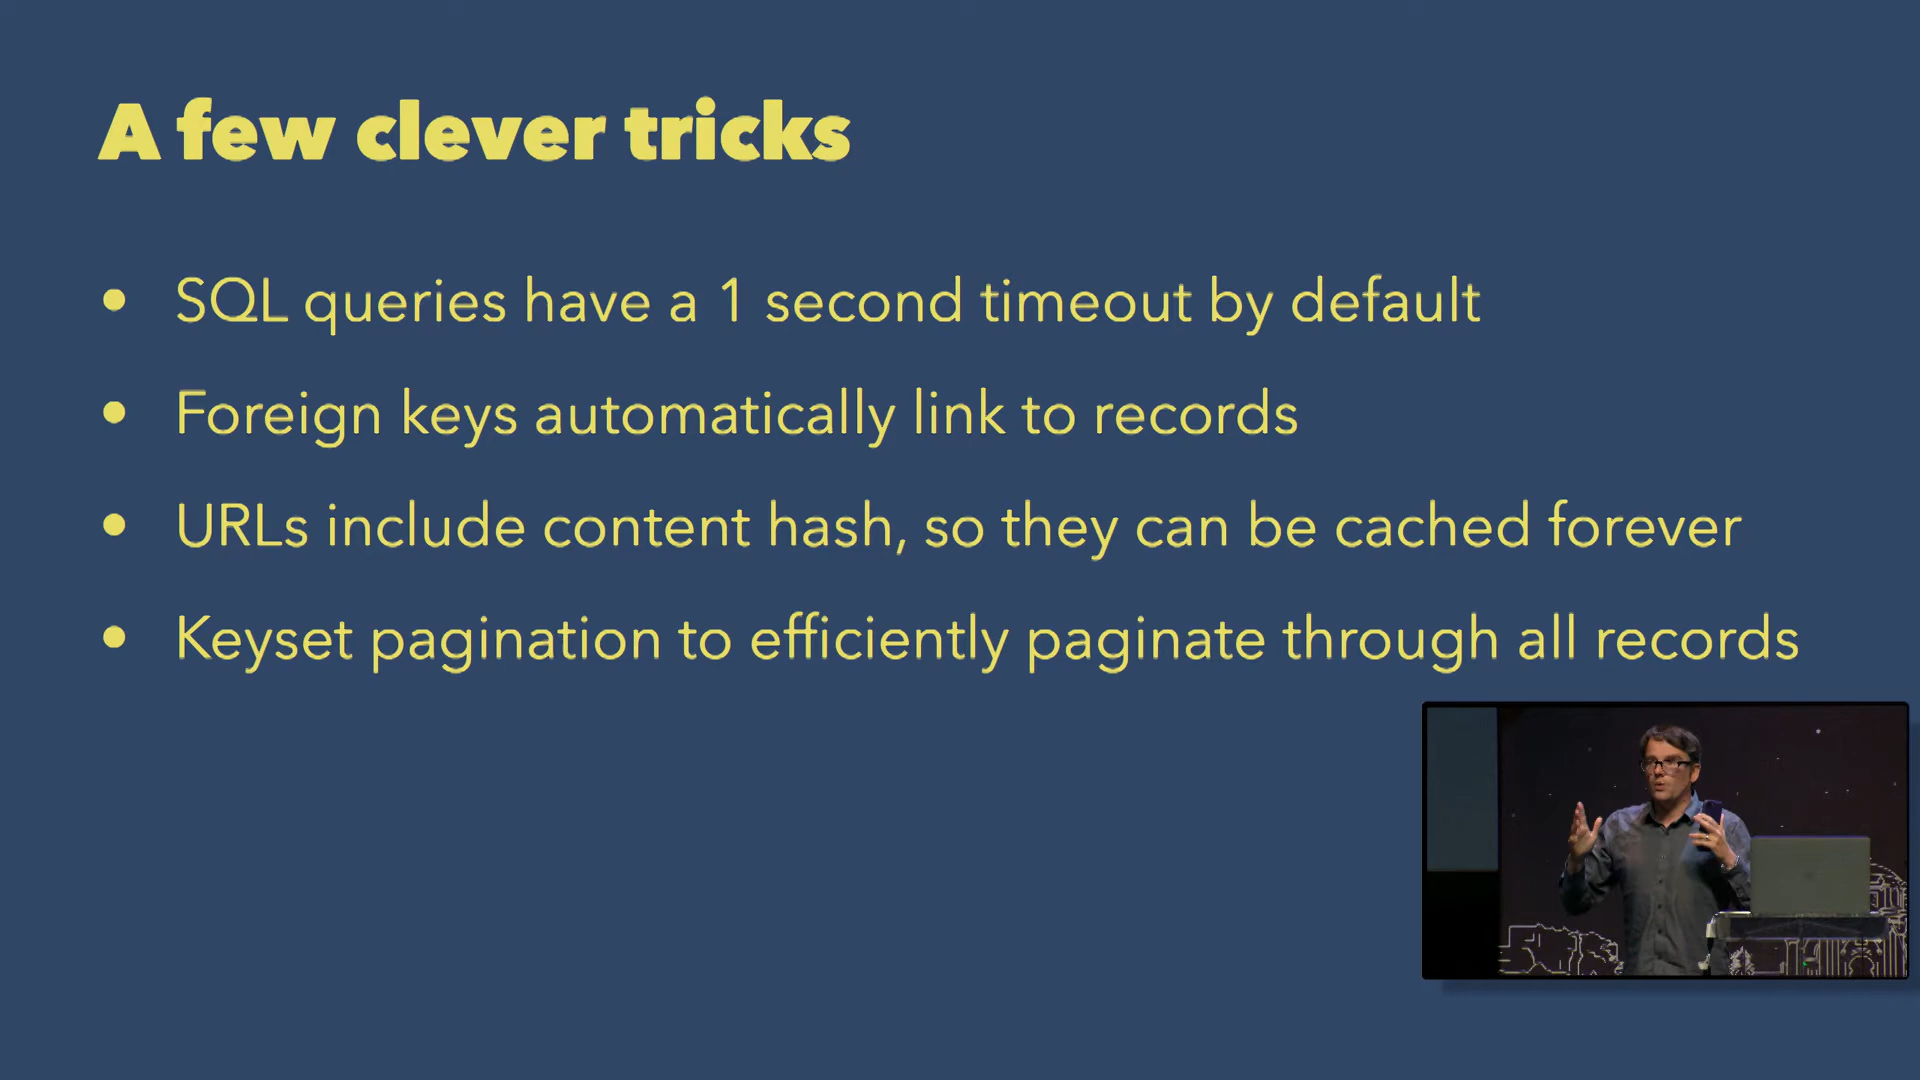 A few clever tricks
• SQL queries have a 1 second timeout by default
• Foreign keys automatically link to records
• URLs include content hash, so they can be cached forever
• Keyset pagination to efficiently paginate through all records